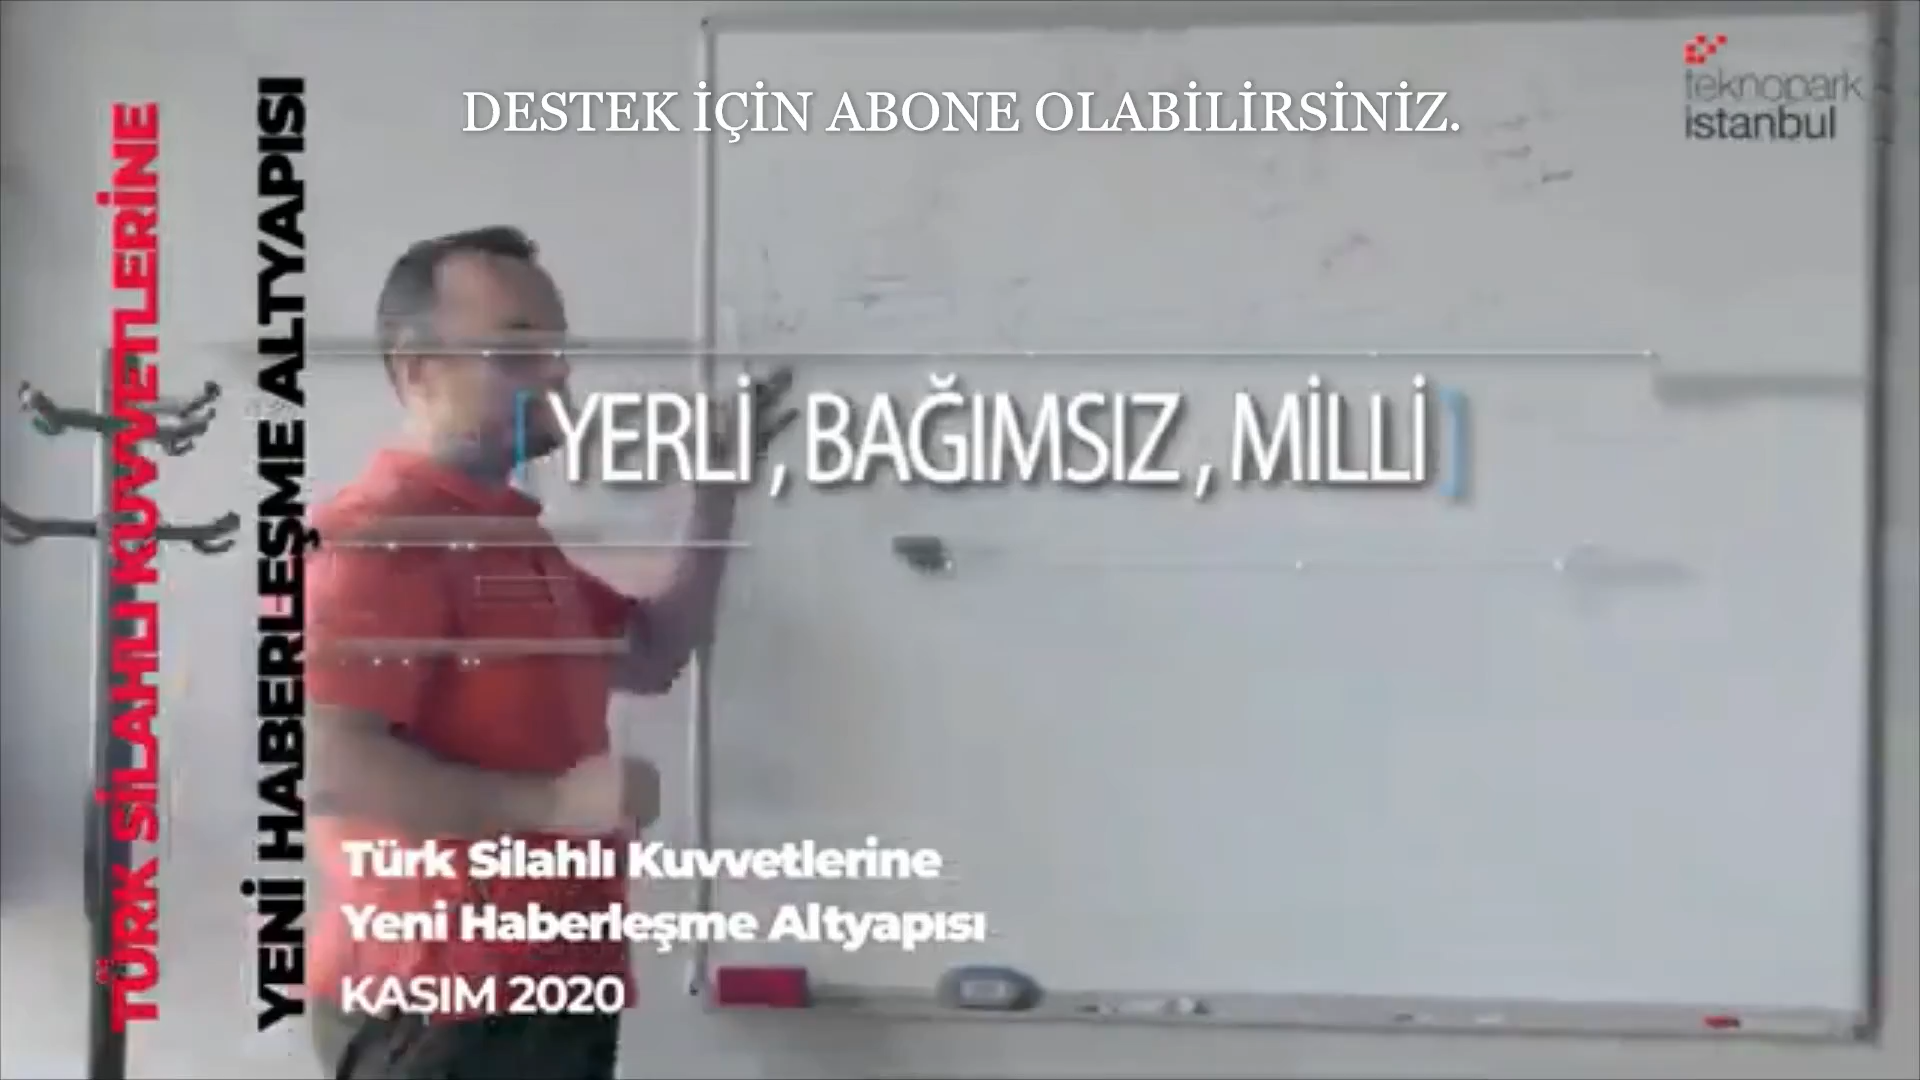 DESTEK İÇİN ABONE OLABİLİRSİNİZ.
teknopark
istanbul
TÜRK SİLAHLI KUVVETLERİNE
YENİ HABERLEŞME ALTYAPISI
[ YERLİ , BAĞIMSIZ , MİLLİ ]
Türk Silahlı Kuvvetlerine
Yeni Haberleşme Altyapısı
KASIM 2020